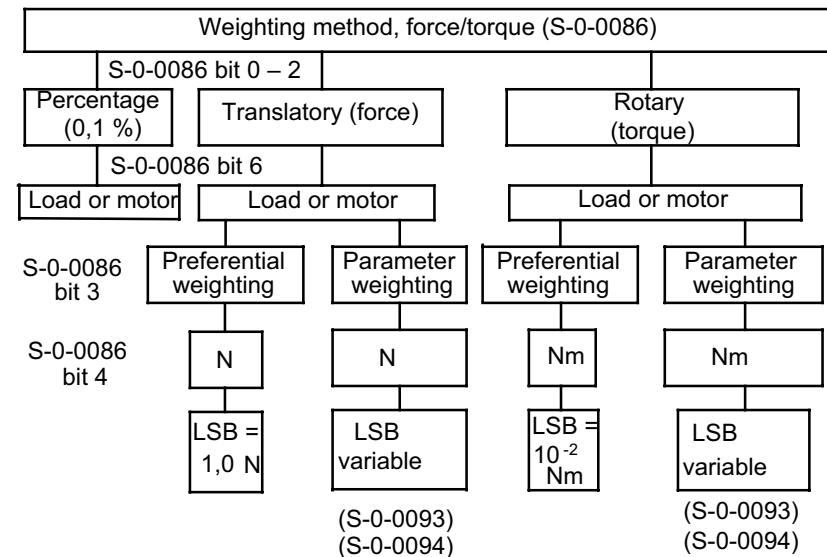 Weighting method, force/torque (S-0-0086)
S-0-0086 bit 0 – 2
Percentage
(0,1 %)
Translatory (force)
Rotary
(torque)
S-0-0086 bit 6
Load or motor
Load or motor
Load or motor
S-0-0086
bit 3
Preferential
weighting
Parameter
weighting
Preferential
weighting
Parameter
weighting
S-0-0086
bit 4
N
N
Nm
Nm
LSB =
1,0 N
LSB
variable
LSB =
10⁻²
Nm
LSB
variable
(S-0-0093)
(S-0-0094)
(S-0-0093)
(S-0-0094)